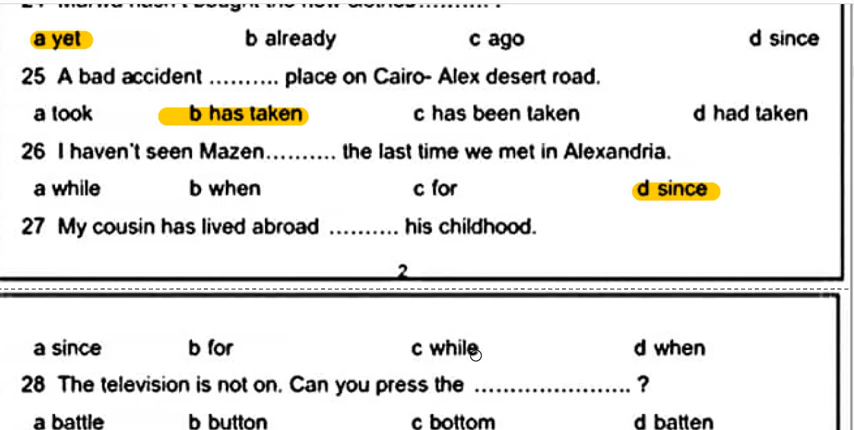 a yet b already c ago d since
25 A bad accident .......... place on Cairo- Alex desert road.
a took b has taken c has been taken d had taken
26 I haven't seen Mazen.......... the last time we met in Alexandria.
a while b when c for d since
27 My cousin has lived abroad .......... his childhood.
2
a since b for c while d when
28 The television is not on. Can you press the ...................... ?
a battle b button c bottom d batten